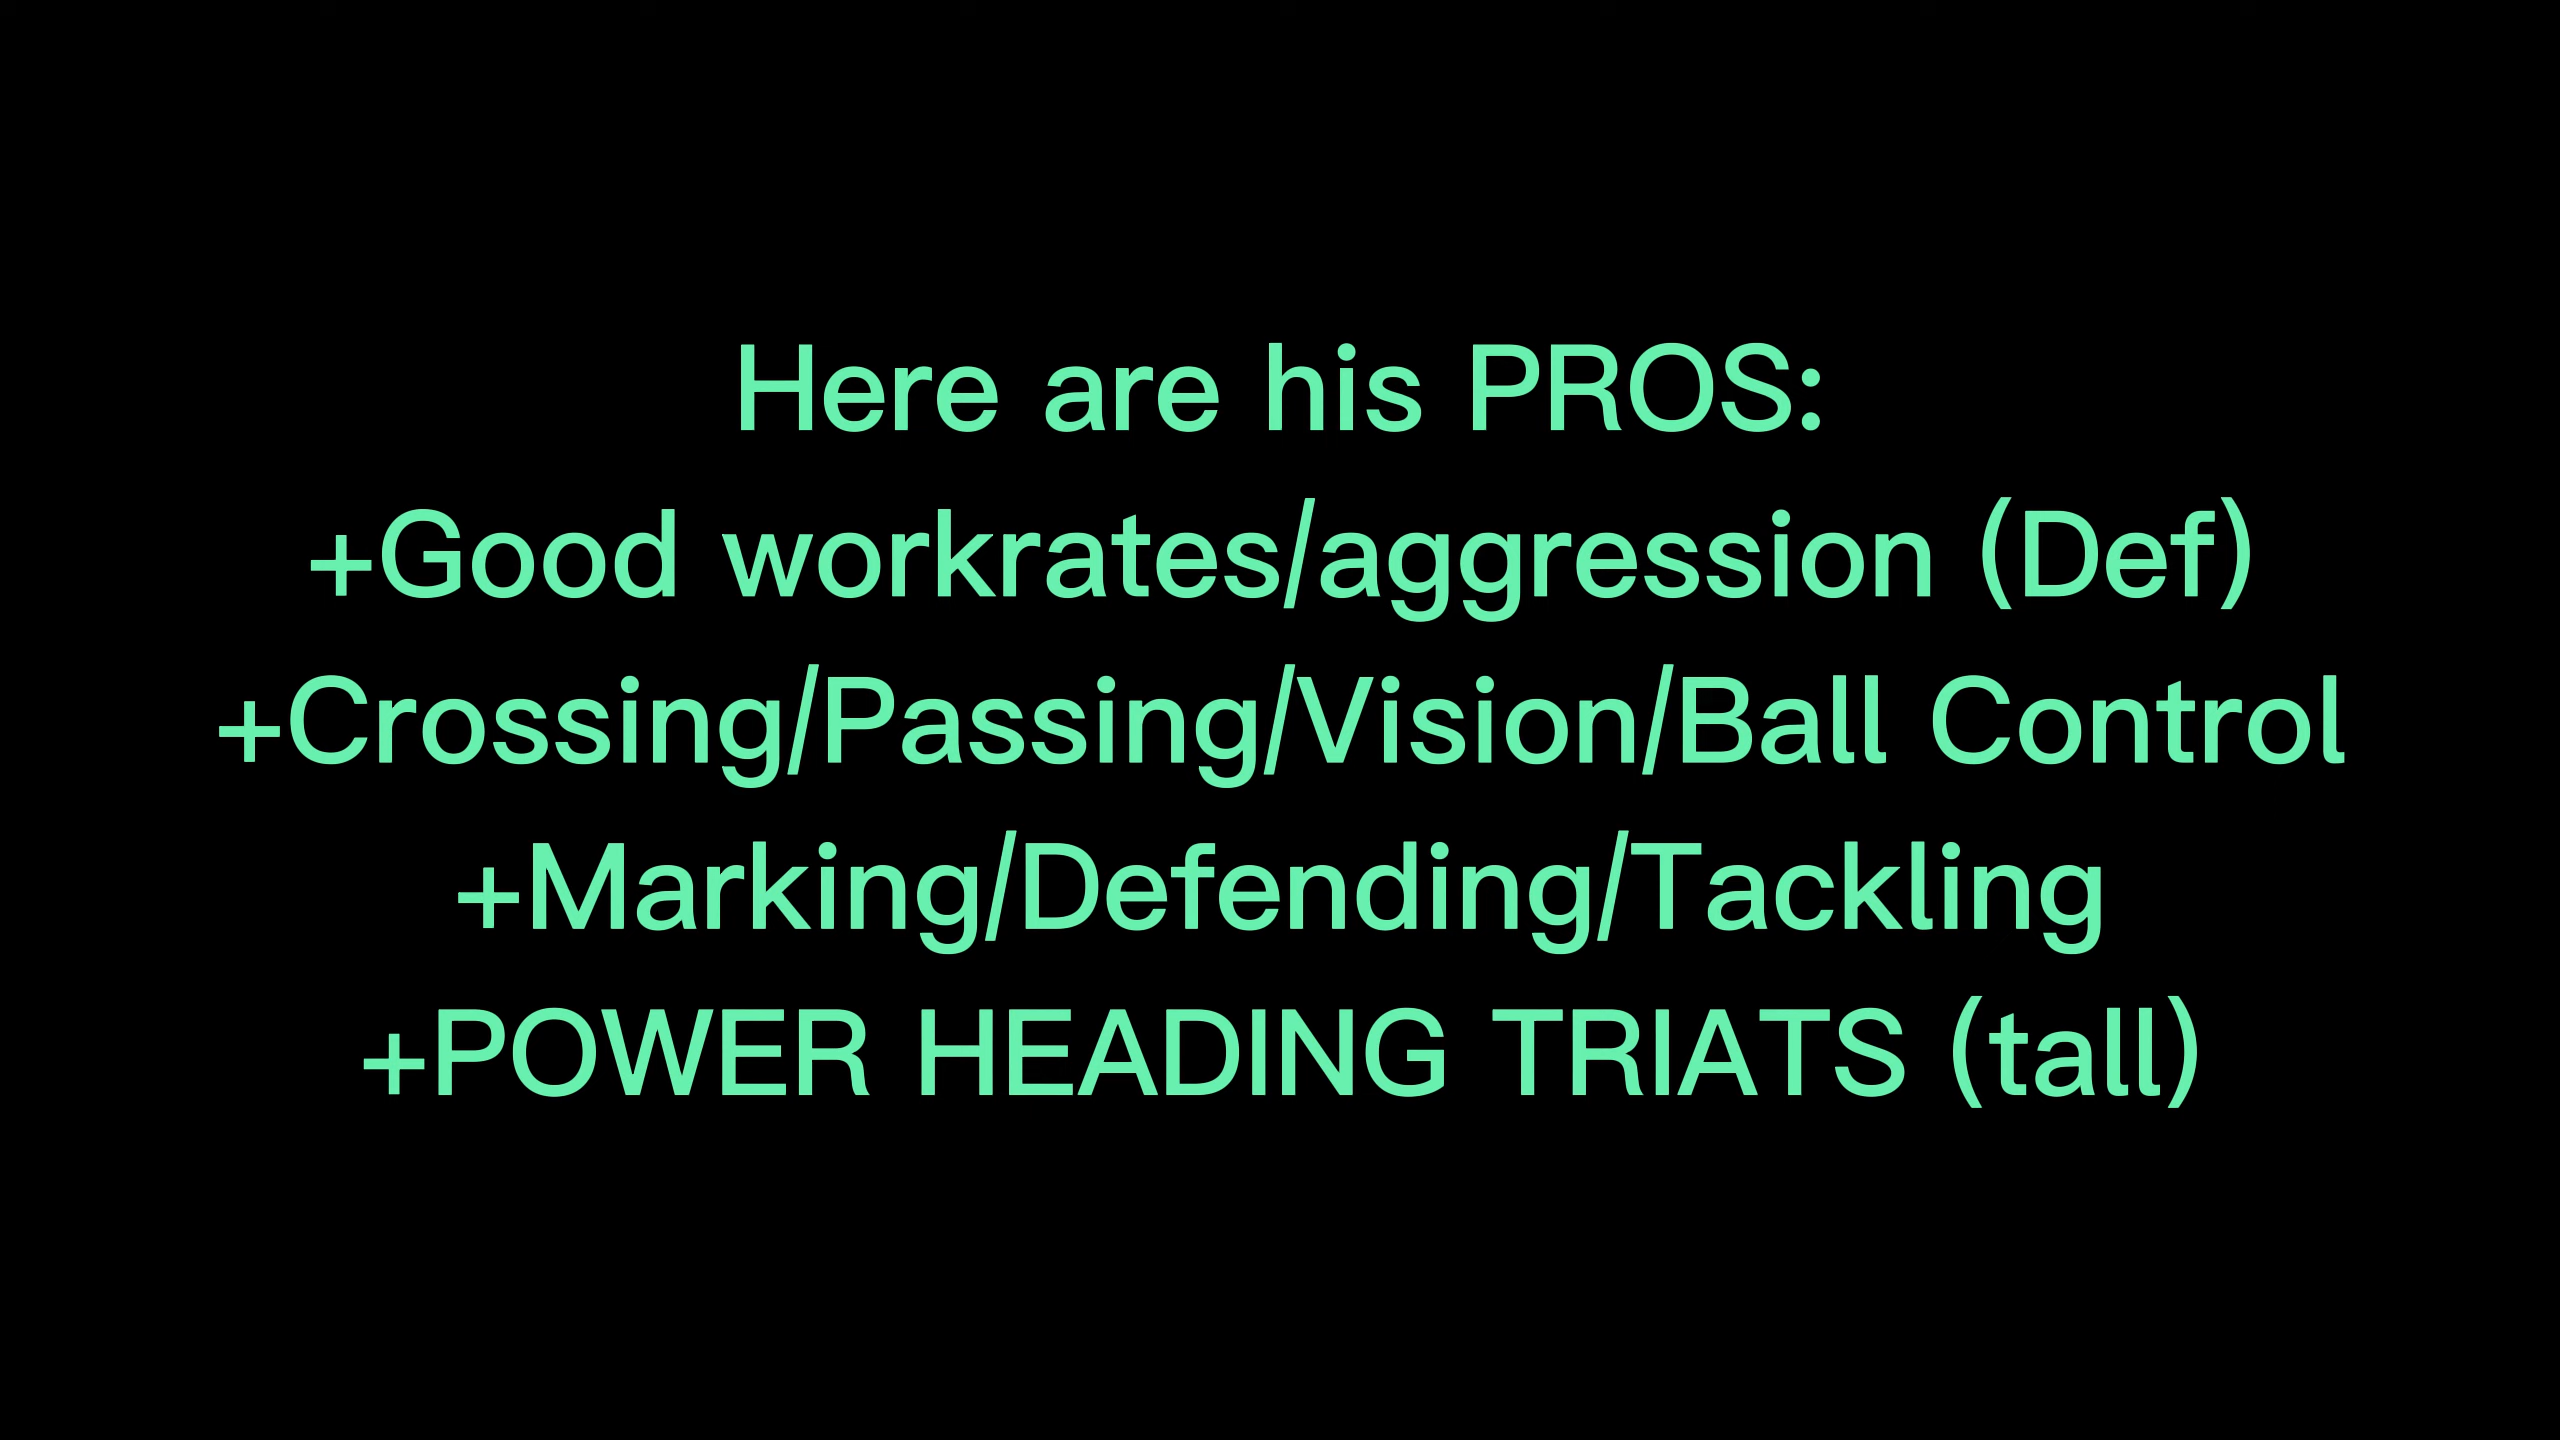 Here are his PROS:
+Good workrates/aggression (Def)
+Crossing/Passing/Vision/Ball Control
+Marking/Defending/Tackling
+POWER HEADING TRIATS (tall)